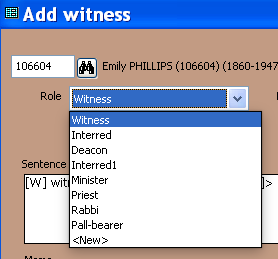 Add witness
106604 Emily PHILLIPS (106604) (1860-1947
Role Witness
Witness
Interred
Deacon
Interred1
Minister
Priest
Rabbi
Pall-bearer
<New>
Sentence
[W] wit ]>